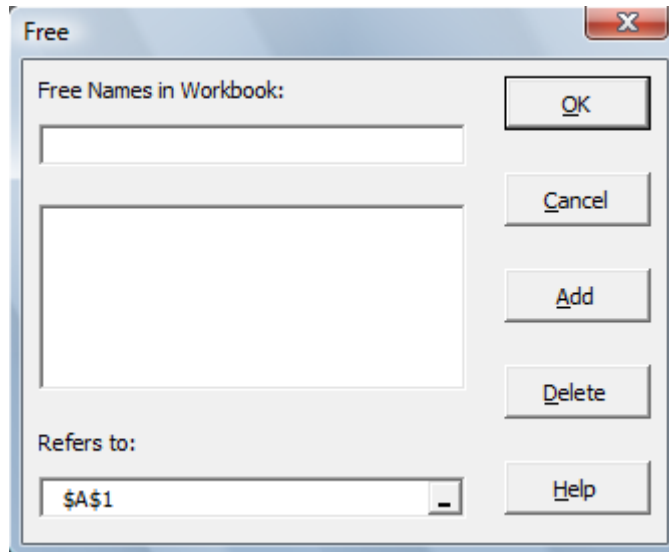 Free
Free Names in Workbook:
OK
Cancel
Add
Delete
Refers to:
$A$1
Help